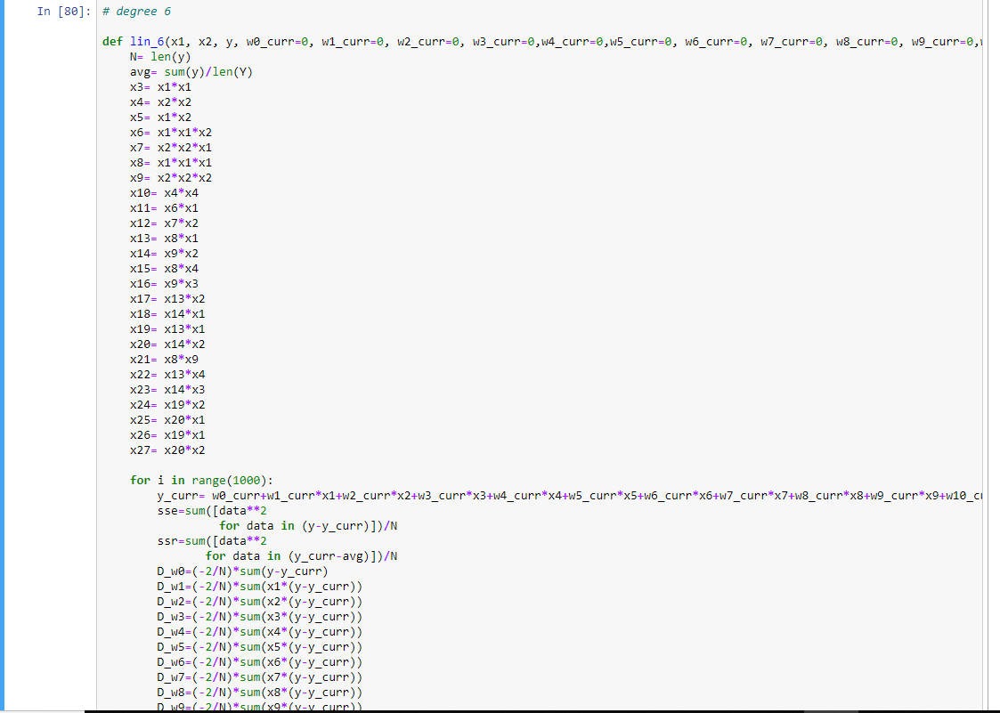 In [80]: # degree 6
def lin_6(x1, x2, y, w0_curr=0, w1_curr=0, w2_curr=0, w3_curr=0,w4_curr=0,w5_curr=0, w6_curr=0, w7_curr=0, w8_curr=0, w9_curr=0,
N= len(y)
avg= sum(y)/len(Y)
x3= x1*x1
x4= x2*x2
x5= x1*x2
x6= x1*x1*x2
x7= x2*x2*x1
x8= x1*x1*x1
x9= x2*x2*x2
x10= x4*x4
x11= x6*x1
x12= x7*x2
x13= x8*x1
x14= x9*x2
x15= x8*x4
x16= x9*x3
x17= x13*x2
x18= x14*x1
x19= x13*x1
x20= x14*x2
x21= x8*x9
x22= x13*x4
x23= x14*x3
x24= x19*x2
x25= x20*x1
x26= x19*x1
x27= x20*x2
for i in range(1000):
y_curr= w0_curr+w1_curr*x1+w2_curr*x2+w3_curr*x3+w4_curr*x4+w5_curr*x5+w6_curr*x6+w7_curr*x7+w8_curr*x8+w9_curr*x9+w10_c
sse=sum([data**2
for data in (y-y_curr)])/N
ssr=sum([data**2
for data in (y_curr-avg)])/N
D_w0=(-2/N)*sum(y-y_curr)
D_w1=(-2/N)*sum(x1*(y-y_curr))
D_w2=(-2/N)*sum(x2*(y-y_curr))
D_w3=(-2/N)*sum(x3*(y-y_curr))
D_w4=(-2/N)*sum(x4*(y-y_curr))
D_w5=(-2/N)*sum(x5*(y-y_curr))
D_w6=(-2/N)*sum(x6*(y-y_curr))
D_w7=(-2/N)*sum(x7*(y-y_curr))
D_w8=(-2/N)*sum(x8*(y-y_curr))
D_w9=(-2/N)*sum(x9*(y-y_curr))